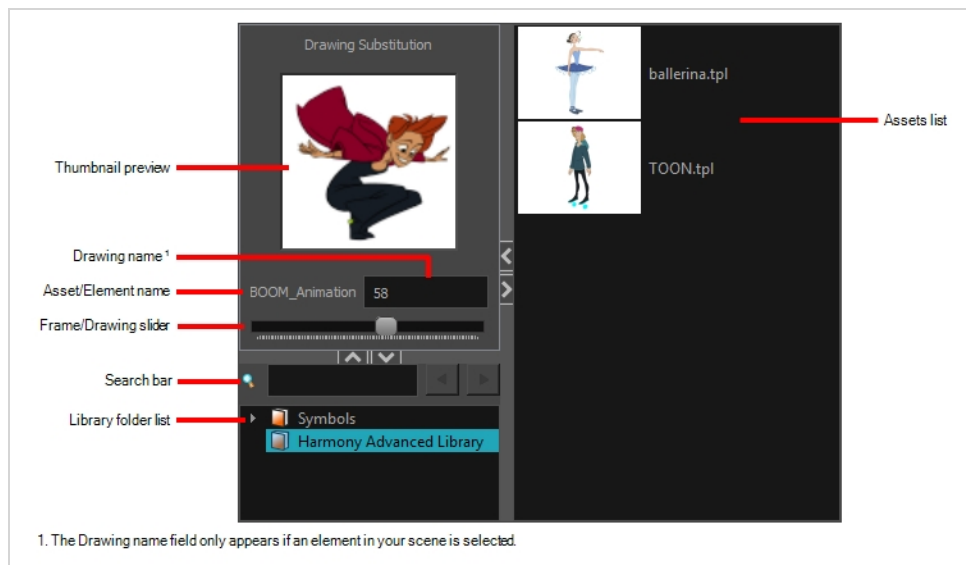 Drawing Substitution
ballerina.tpl
Assets list
Thumbnail preview
TOON.tpl
Drawing name ¹
Asset/Element name
BOOM_Animation 58
Frame/Drawing slider
Search bar
Library folder list
Symbols
Harmony Advanced Library
1. The Drawing name field only appears if an element in your scene is selected.